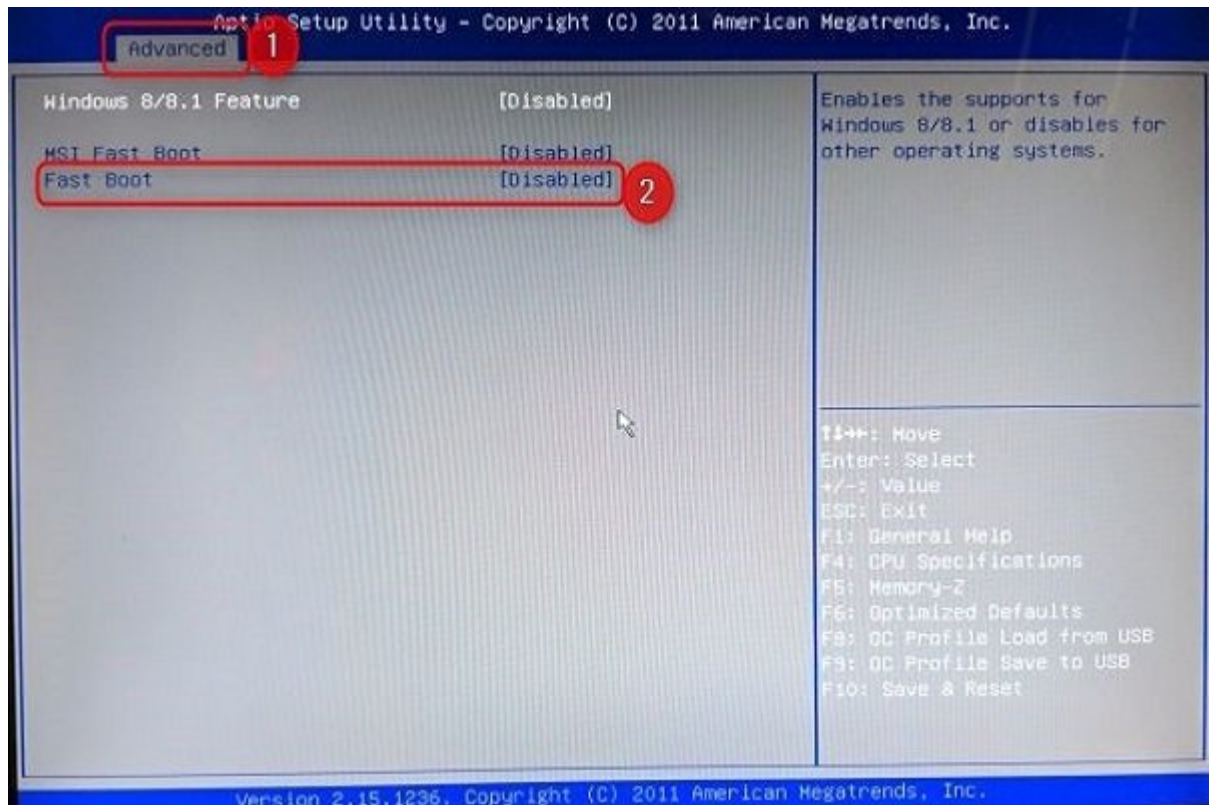 Aptio Setup Utility - Copyright (C) 2011 American Megatrends, Inc.
Advanced 1
Windows 8/8.1 Feature [Disabled]
MSI Fast Boot [Disabled]
Fast Boot [Disabled] 2
Enables the supports for
Windows 8/8.1 or disables for
other operating systems.
↑↓→←: Move
Enter: Select
+/-: Value
ESC: Exit
F1: General Help
F4: CPU Specifications
F5: Memory-Z
F6: Optimized Defaults
F8: OC Profile Load from USB
F9: OC Profile Save to USB
F10: Save & Reset
Version 2.15.1236. Copyright (C) 2011 American Megatrends, Inc.